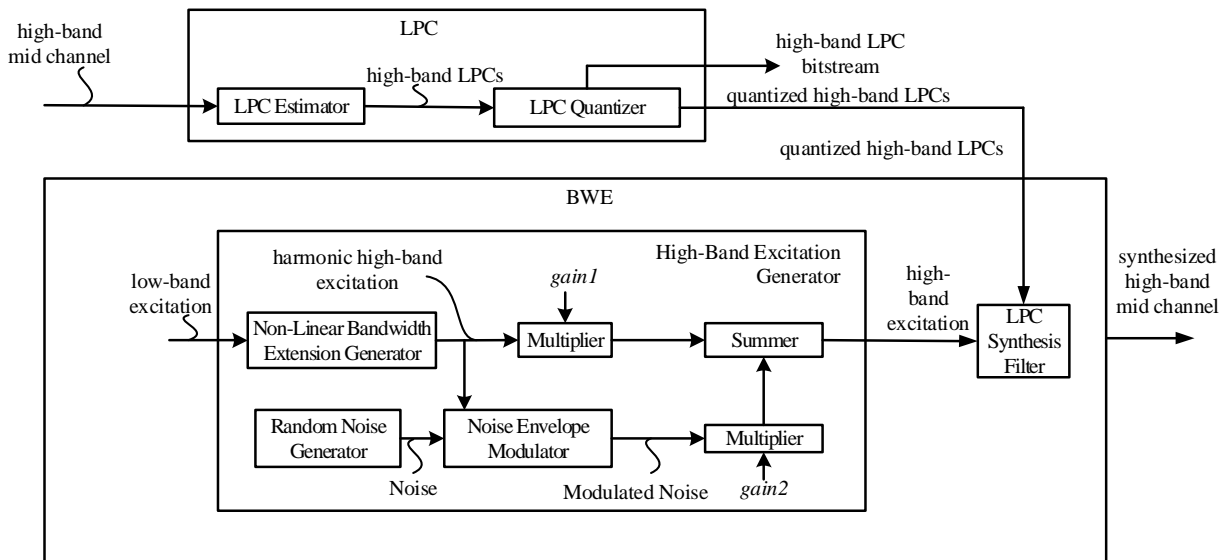 LPC
high-band
mid channel
high-band LPCs
high-band LPC
bitstream
LPC Estimator
LPC Quantizer
quantized high-band LPCs
quantized high-band LPCs
BWE
High-Band Excitation
Generator
harmonic high-band
excitation
low-band
excitation
gain1
high-
band
excitation
synthesized
high-band
mid channel
Non-Linear Bandwidth
Extension Generator
Multiplier
Summer
LPC
Synthesis
Filter
Random Noise
Generator
Noise Envelope
Modulator
Multiplier
Noise
Modulated Noise
gain2